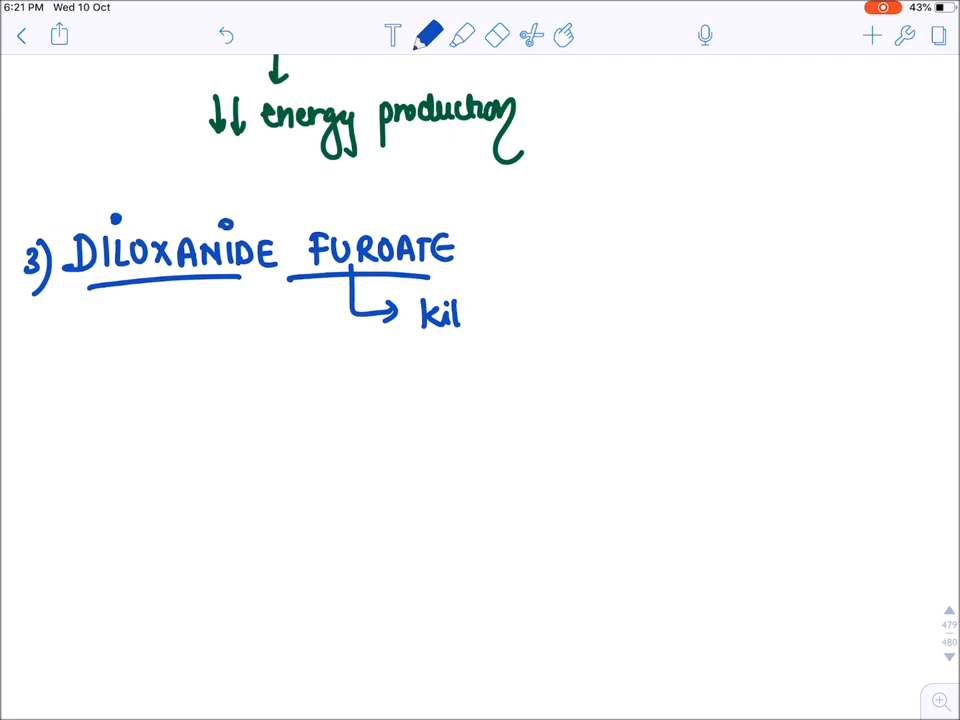 6:21 PM Wed 10 Oct 43%
T
↓
↓↓ energy production
3) DILOXANIDE FUROATE
↳ kil
479
480